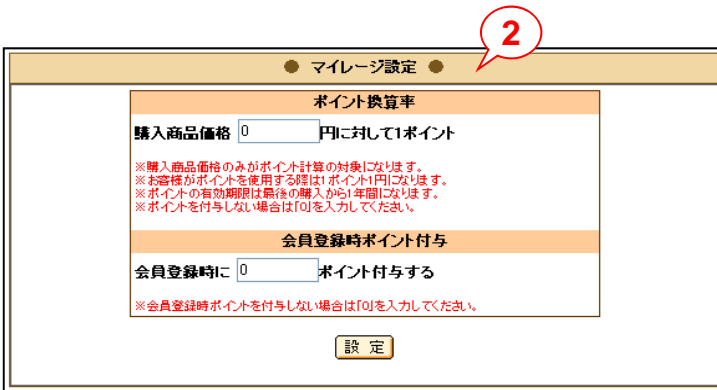 2
● マイレージ設定 ●
ポイント換算率
購入商品価格 0 円に対して1ポイント
※購入商品価格のみがポイント計算の対象になります。
※お客様がポイントを使用する際は1ポイント1円になります。
※ポイントの有効期限は最後の購入から1年間になります。
※ポイントを付与しない場合は「0」を入力してください。
会員登録時ポイント付与
会員登録時に 0 ポイント付与する
※会員登録時ポイントを付与しない場合は「0」を入力してください。
設 定